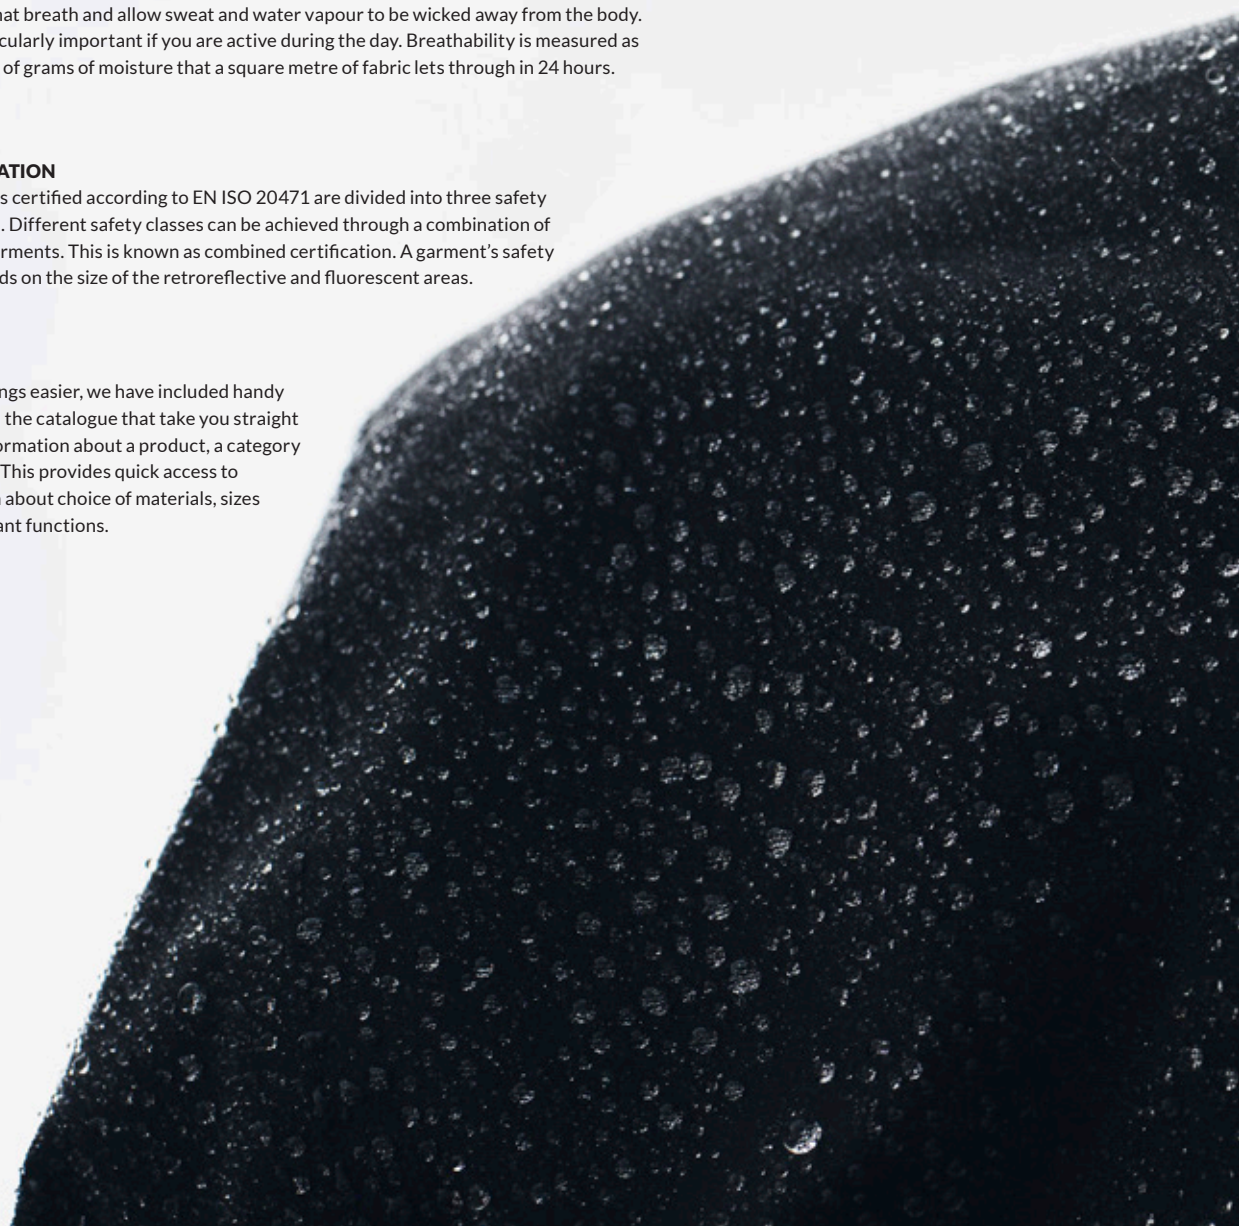 hat breath and allow sweat and water vapour to be wicked away from the body.
cularly important if you are active during the day. Breathability is measured as
of grams of moisture that a square metre of fabric lets through in 24 hours.
ATION
s certified according to EN ISO 20471 are divided into three safety
. Different safety classes can be achieved through a combination of
rments. This is known as combined certification. A garment’s safety
ds on the size of the retroreflective and fluorescent areas.
ngs easier, we have included handy
the catalogue that take you straight
ormation about a product, a category
This provides quick access to
about choice of materials, sizes
ant functions.